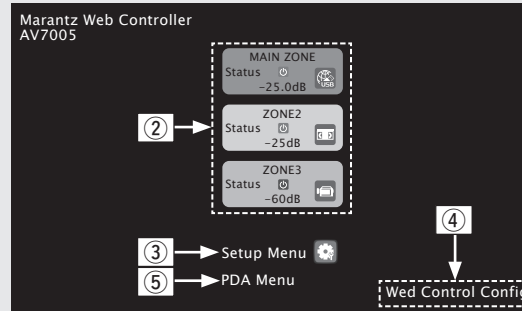 Marantz Web Controller
AV7005
MAIN ZONE
Status
-25.0dB
USB
② 
ZONE2
Status
-25dB
ZONE3
Status
-60dB
④
③ Setup Menu
⑤ PDA Menu
Wed Control Config